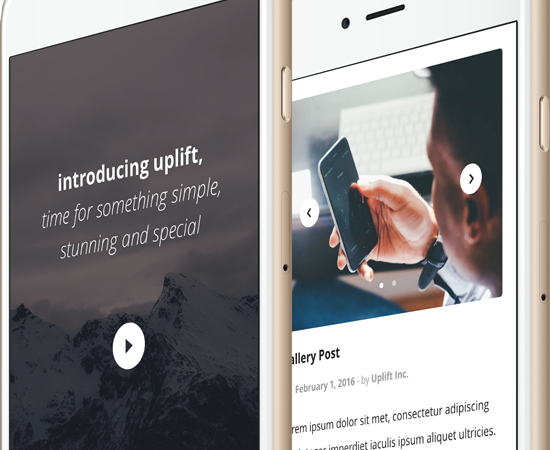 introducing uplift,
time for something simple,
stunning and special
allery Post
February 1, 2016 - by Uplift Inc.
rem ipsum dolor sit met, consectetur adipiscing
teger imperdiet iaculis ipsum aliquet ultricies.